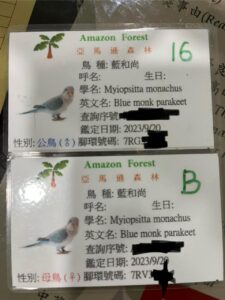 Amazon Forest
亞馬遜森林
16
鳥 種: 藍和尚
呼名: 生日:
學名: Myiopsitta monachus
英文名: Blue monk parakeet
查詢序號:
鑑定日期: 2023/9/20
性別: 公鳥(♂) 腳環號碼: 7RG
Amazon Forest
亞馬遜森林
B
鳥 種: 藍和尚
呼名: 生日:
學名: Myiopsitta monachus
英文名: Blue monk parakeet
查詢序號:
鑑定日期: 2023/9/20
性別: 母鳥(♀) 腳環號碼: 7RV